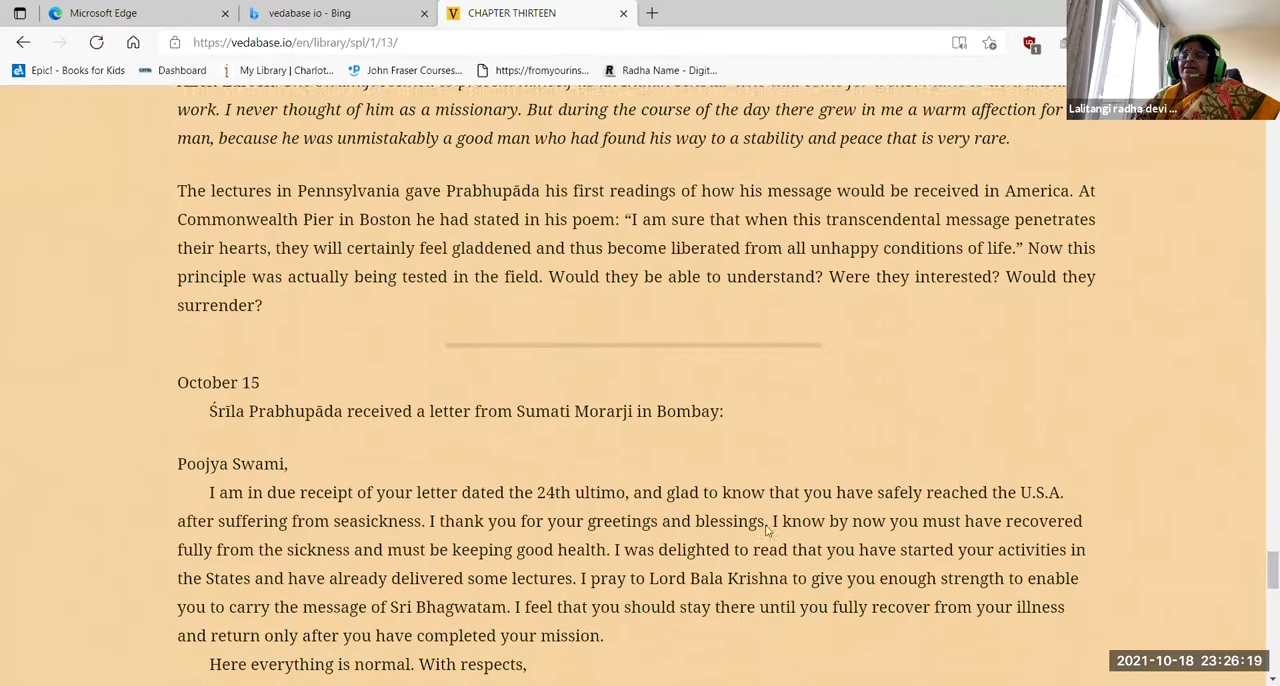 Microsoft Edge
vedabase io - Bing
CHAPTER THIRTEEN
https://vedabase.io/en/library/spl/1/13/
Epic! - Books for Kids
Dashboard
My Library | Charlot...
John Fraser Courses...
https://fromyourins...
Radha Name - Digit...
Lalitangi radha devi ...
work. I never thought of him as a missionary. But during the course of the day there grew in me a warm affection for
man, because he was unmistakably a good man who had found his way to a stability and peace that is very rare.
The lectures in Pennsylvania gave Prabhupāda his first readings of how his message would be received in America. At
Commonwealth Pier in Boston he had stated in his poem: “I am sure that when this transcendental message penetrates
their hearts, they will certainly feel gladdened and thus become liberated from all unhappy conditions of life.” Now this
principle was actually being tested in the field. Would they be able to understand? Were they interested? Would they
surrender?
October 15
Śrīla Prabhupāda received a letter from Sumati Morarji in Bombay:
Poojya Swami,
I am in due receipt of your letter dated the 24th ultimo, and glad to know that you have safely reached the U.S.A.
after suffering from seasickness. I thank you for your greetings and blessings. I know by now you must have recovered
fully from the sickness and must be keeping good health. I was delighted to read that you have started your activities in
the States and have already delivered some lectures. I pray to Lord Bala Krishna to give you enough strength to enable
you to carry the message of Sri Bhagwatam. I feel that you should stay there until you fully recover from your illness
and return only after you have completed your mission.
Here everything is normal. With respects,
2021-10-18 23:26:19